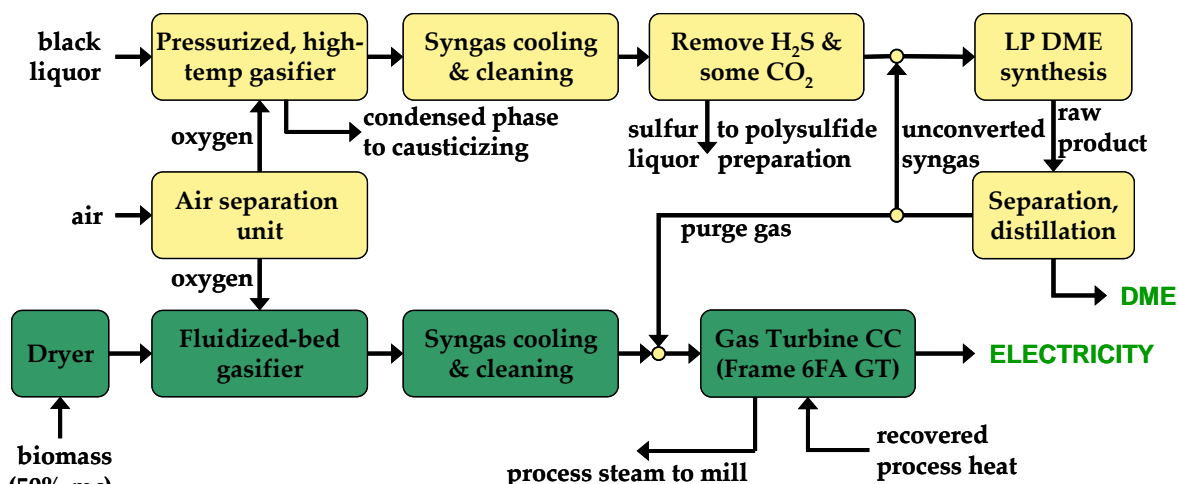 black
liquor
Pressurized, high-
temp gasifier
Syngas cooling
& cleaning
Remove H₂S &
some CO₂
LP DME
synthesis
oxygen
condensed phase
to causticizing
sulfur
liquor
to polysulfide
preparation
unconverted
syngas
raw
product
air
Air separation
unit
purge gas
Separation,
distillation
oxygen
DME
Dryer
Fluidized-bed
gasifier
Syngas cooling
& cleaning
Gas Turbine CC
(Frame 6FA GT)
ELECTRICITY
biomass
process steam to mill
recovered
process heat